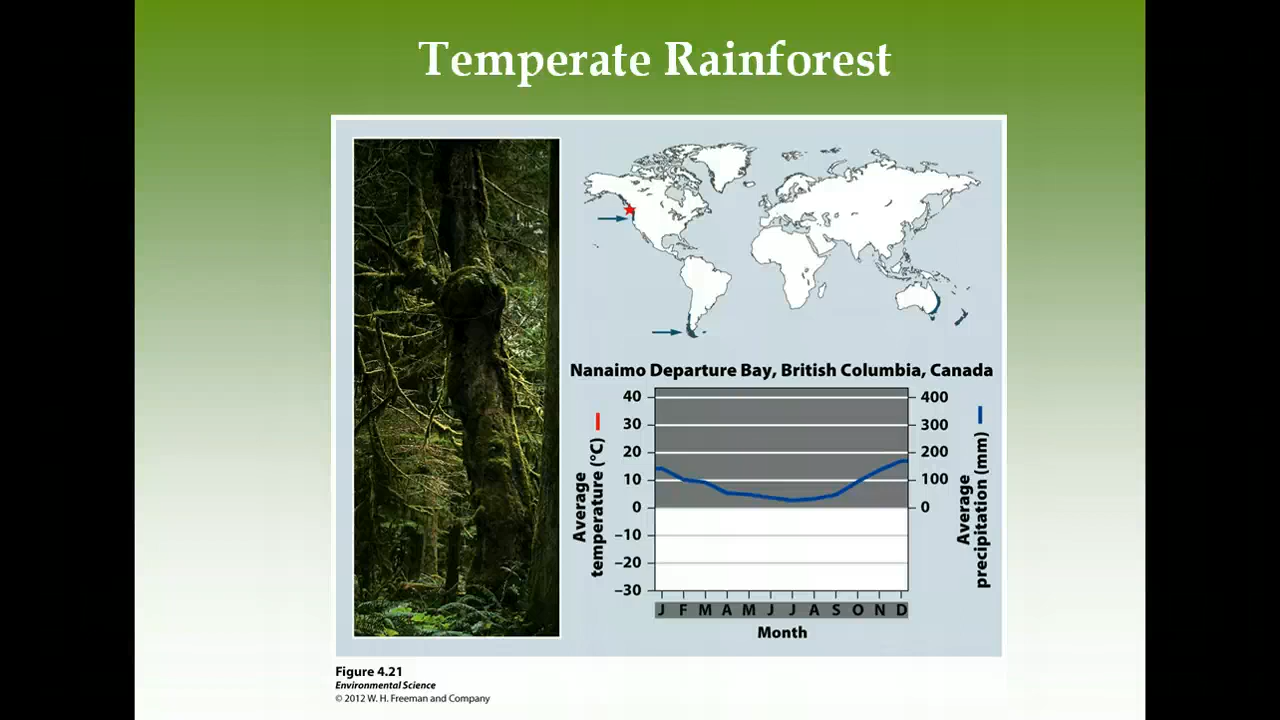 Temperate Rainforest
Nanaimo Departure Bay, British Columbia, Canada
40
30
20
10
0
–10
–20
–30
Average
temperature (°C)
400
300
200
100
0
Average
precipitation (mm)
J F M A M J J A S O N D
Month
Figure 4.21
Environmental Science
© 2012 W. H. Freeman and Company